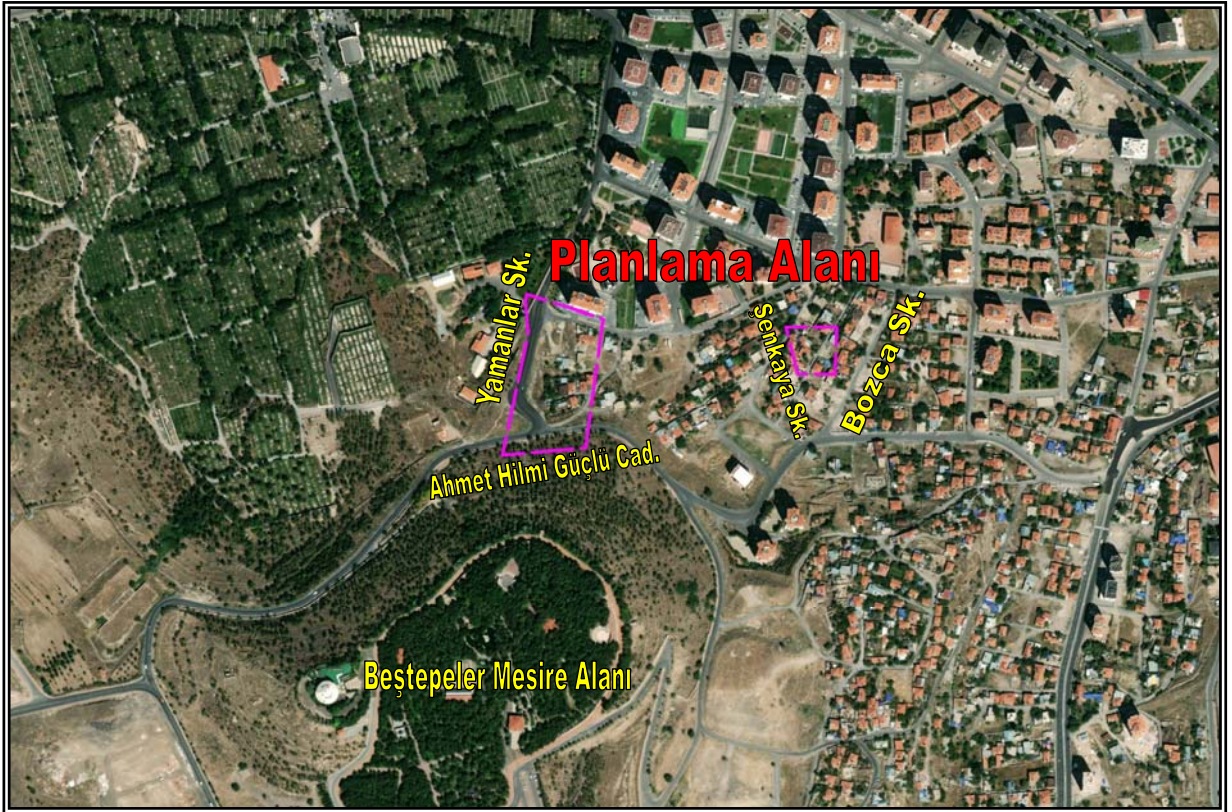 Planlama Alanı
Yamanlar Sk.
Şenkaya Sk.
Bozca Sk.
Ahmet Hilmi Güçlü Cad.
Beştepeler Mesire Alanı